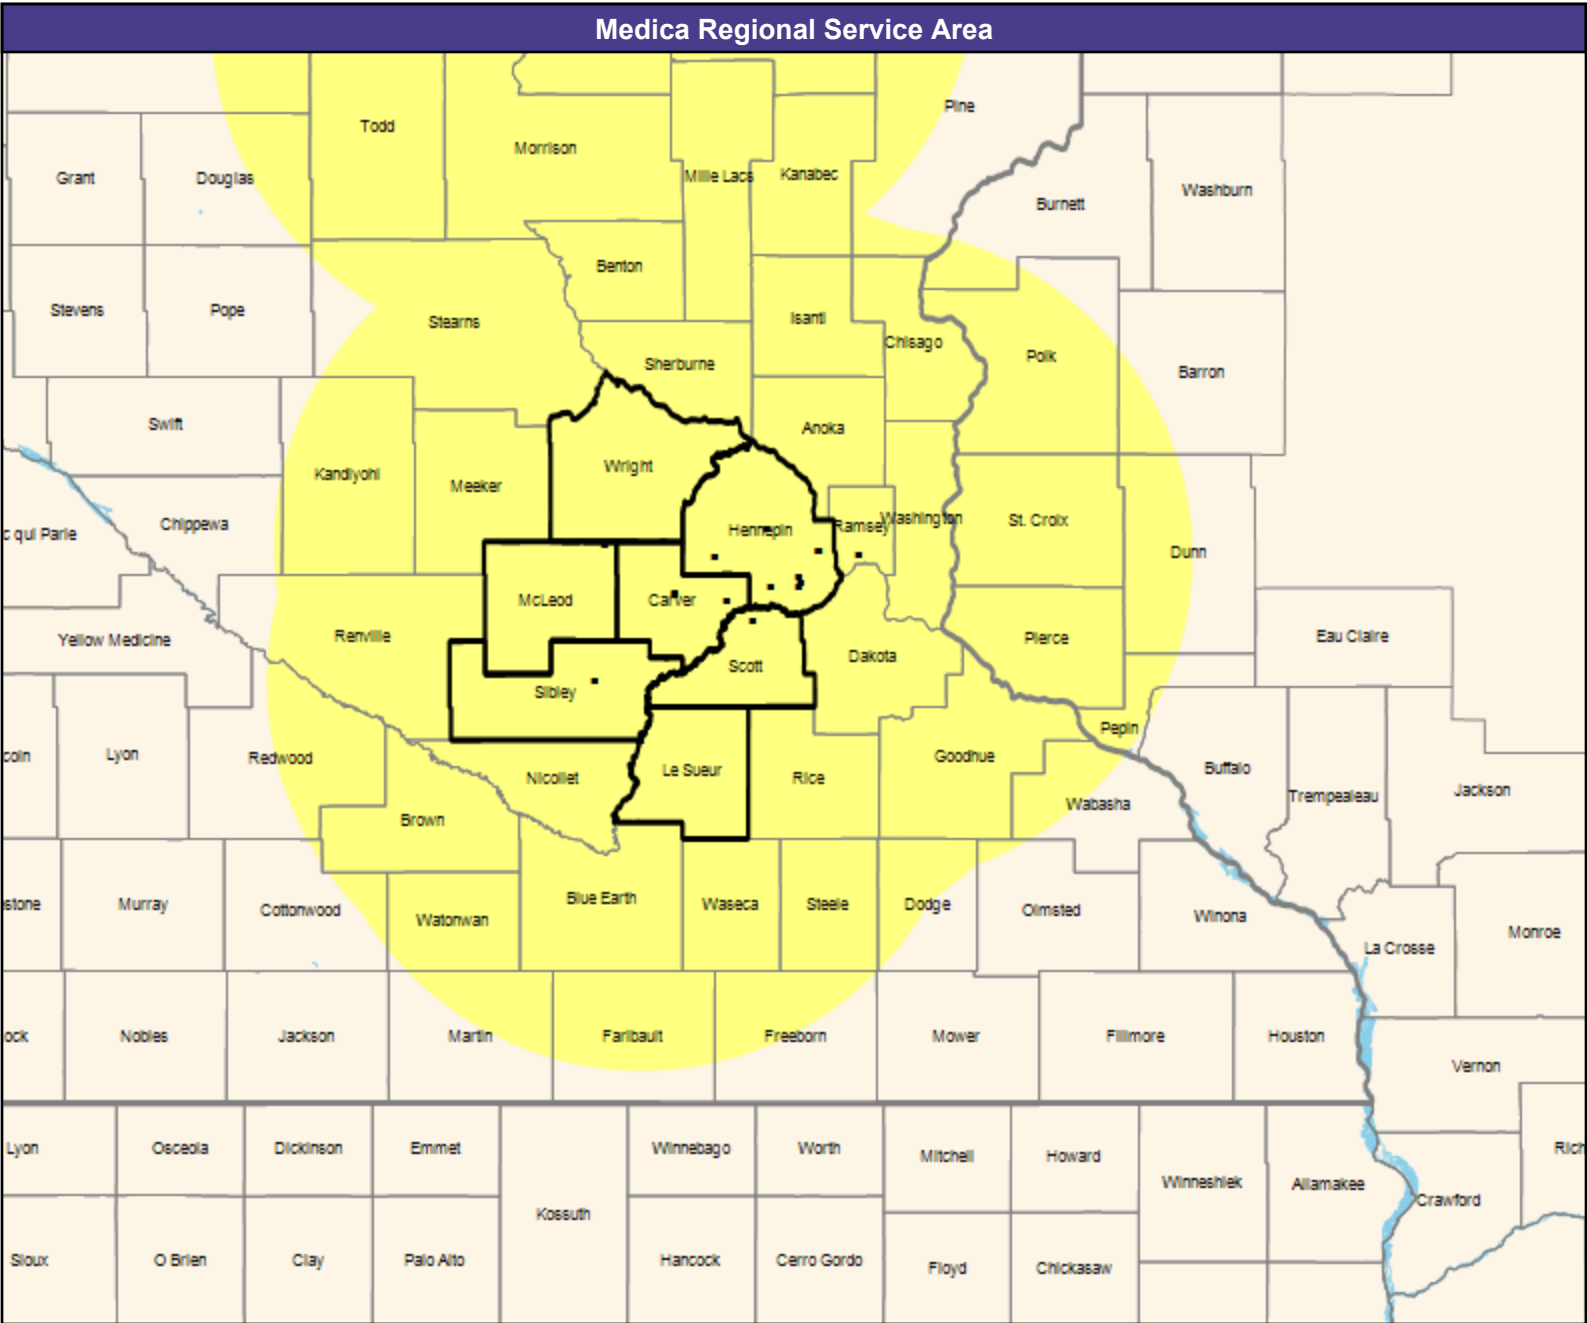 Medica Regional Service Area
Pine
Todd
Morrison
Mille Lacs
Kanabec
Grant
Douglas
Washburn
Burnett
Benton
Stevens
Pope
Stearns
Isanti
Chisago
Polk
Sherburne
Barron
Swift
Anoka
Wright
Kandiyohi
Meeker
Chippewa
c qui Parle
Hennepin
Ramsey
Washington
St. Croix
Dunn
McLeod
Carver
Yellow Medicine
Renville
Pierce
Eau Claire
Scott
Dakota
Sibley
Pepin
coln
Lyon
Redwood
Nicollet
Le Sueur
Rice
Goodhue
Buffalo
Trempealeau
Jackson
Wabasha
Brown
Blue Earth
Waseca
Steele
Dodge
stone
Murray
Cottonwood
Watonwan
Olmsted
Winona
La Crosse
Monroe
ock
Nobles
Jackson
Martin
Faribault
Freeborn
Mower
Fillmore
Houston
Vernon
Lyon
Osceola
Dickinson
Emmet
Winnebago
Worth
Mitchell
Howard
Rich
Winneshiek
Allamakee
Crawford
Kossuth
Sioux
O Brien
Clay
Palo Alto
Hancock
Cerro Gordo
Floyd
Chickasaw